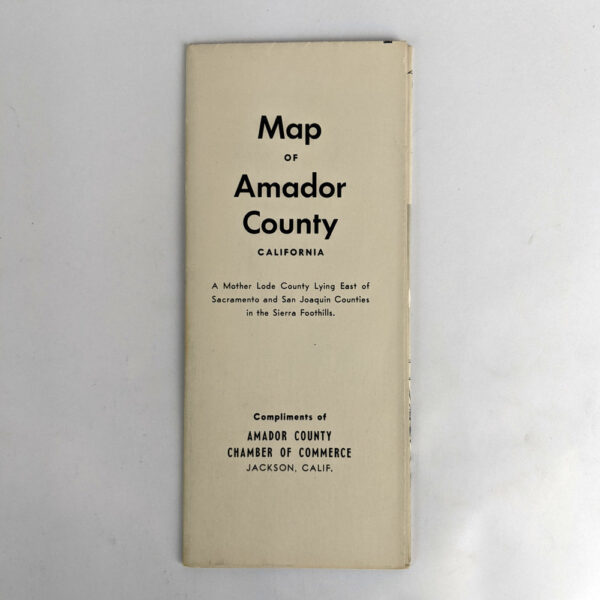 Map
OF
Amador
County
CALIFORNIA
A Mother Lode County Lying East of
Sacramento and San Joaquin Counties
in the Sierra Foothills.
Compliments of
AMADOR COUNTY
CHAMBER OF COMMERCE
JACKSON, CALIF.